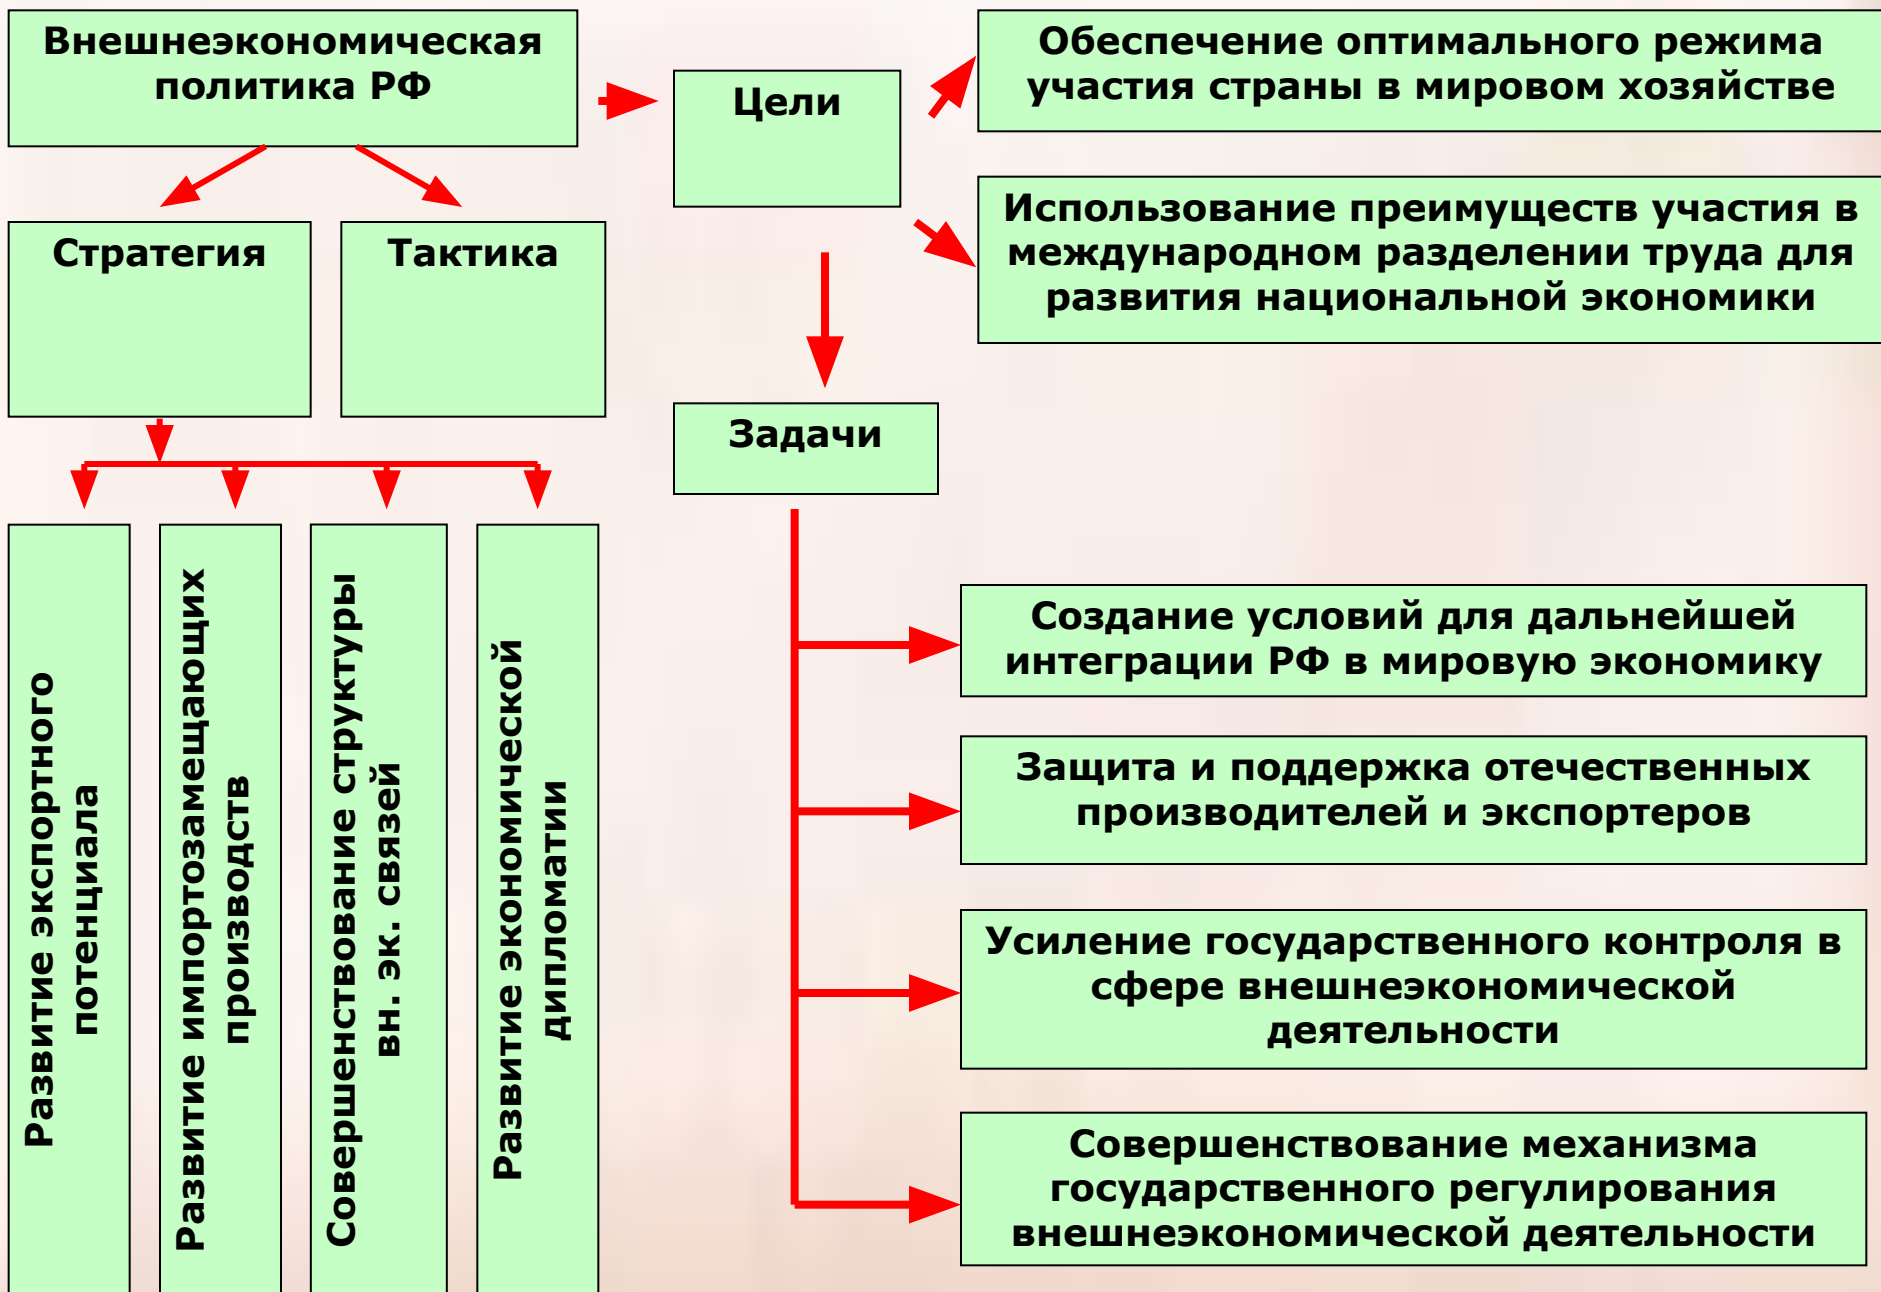 Внешнеэкономическая
политика РФ
Цели
Обеспечение оптимального режима
участия страны в мировом хозяйстве
Использование преимуществ участия в
международном разделении труда для
развития национальной экономики
Стратегия
Тактика
Задачи
Развитие экспортного
потенциала
Развитие импортозамещающих
производств
Совершенствование структуры
вн. эк. связей
Развитие экономической
дипломатии
Создание условий для дальнейшей
интеграции РФ в мировую экономику
Защита и поддержка отечественных
производителей и экспортеров
Усиление государственного контроля в
сфере внешнеэкономической
деятельности
Совершенствование механизма
государственного регулирования
внешнеэкономической деятельности